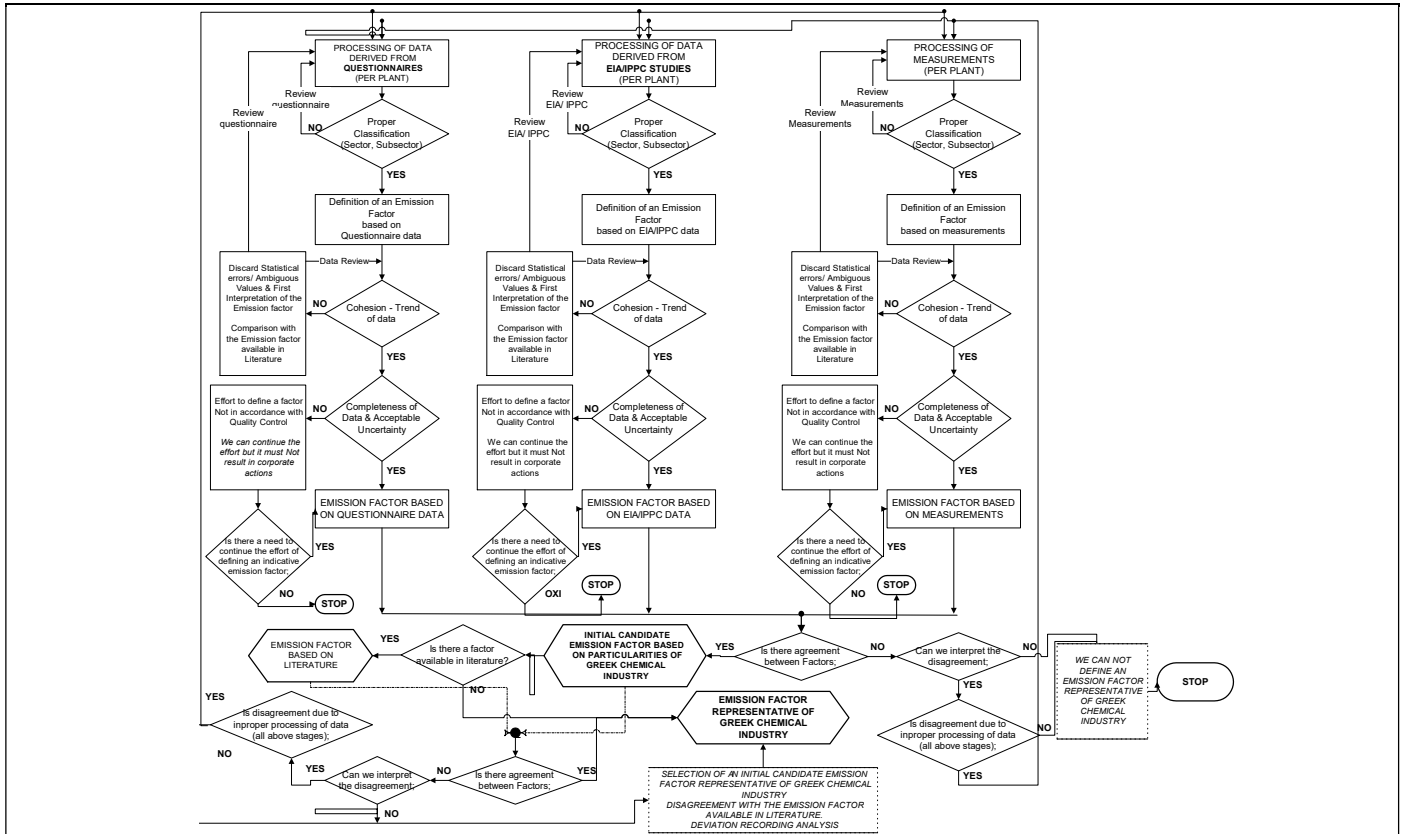 PROCESSING OF DATA
DERIVED FROM
QUESTIONNAIRES
(PER PLANT)
Review
questionnaire
Review
questionnaire
NO
Proper
Classification
(Sector, Subsector)
YES
Definition of an Emission
Factor
based on
Questionnaire data
Data Review
Discard Statistical
errors/ Ambiguous
Values & First
Interpretation of the
Emission factor
Comparison with
the Emission factor
available in
Literature
NO
Cohesion - Trend
of data
YES
Effort to define a factor
Not in accordance with
Quality Control
We can continue the
effort but it must Not
result in corporate
actions
NO
Completeness of
Data & Acceptable
Uncertainty
YES
EMISSION FACTOR BASED
ON QUESTIONNAIRE DATA
Is there a need to
continue the effort of
defining an indicative
emission factor;
YES
NO
STOP
PROCESSING OF DATA
DERIVED FROM
EIA/IPPC STUDIES
(PER PLANT)
Review
EIA/ IPPC
Review
EIA/ IPPC
NO
Proper
Classification
(Sector, Subsector)
YES
Definition of an Emission
Factor
based on EIA/IPPC data
Data Review
Discard Statistical
errors/ Ambiguous
Values & First
Interpretation of the
Emission factor
Comparison with
the Emission factor
available in
Literature
NO
Cohesion - Trend
of data
YES
Effort to define a factor
Not in accordance with
Quality Control
We can continue the
effort but it must Not
result in corporate
actions
NO
Completeness of
Data & Acceptable
Uncertainty
YES
EMISSION FACTOR BASED
ON EIA/IPPC DATA
Is there a need to
continue the effort of
defining an indicative
emission factor;
YES
OXI
STOP
PROCESSING OF
MEASUREMENTS
(PER PLANT)
Review
Measurements
Review
Measurements
NO
Proper
Classification
(Sector, Subsector)
YES
Definition of an Emission
Factor
based on measurements
Data Review
Discard Statistical
errors/ Ambiguous
Values & First
Interpretation of the
Emission factor
Comparison with
the Emission factor
available in
Literature
NO
Cohesion - Trend
of data
YES
Effort to define a factor
Not in accordance with
Quality Control
We can continue the
effort but it must Not
result in corporate
actions
NO
Completeness of
Data & Acceptable
Uncertainty
YES
EMISSION FACTOR BASED
ON MEASUREMENTS
Is there a need to
continue the effort of
defining an indicative
emission factor;
YES
NO
STOP
EMISSION FACTOR
BASED ON
LITERATURE
YES
Is there a factor
available in literature?
NO
INITIAL CANDIDATE
EMISSION FACTOR BASED
ON PARTICULARITIES OF
GREEK CHEMICAL
INDUSTRY
YES
Is there agreement
between Factors;
NO
Can we interpret the
disagreement;
NO
YES
WE CAN NOT
DEFINE AN
EMISSION FACTOR
REPRESENTATIVE
OF GREEK
CHEMICAL
INDUSTRY
STOP
YES
Is disagreement due to
inproper processing of data
(all above stages);
NO
EMISSION FACTOR
REPRESENTATIVE OF
GREEK CHEMICAL
INDUSTRY
Is disagreement due to
inproper processing of data
(all above stages);
NO
YES
YES
Can we interpret
the disagreement;
NO
NO
Is there agreement
between Factors;
YES
SELECTION OF AN INITIAL CANDIDATE EMISSION
FACTOR REPRESENTATIVE OF GREEK CHEMICAL
INDUSTRY
DISAGREEMENT WITH THE EMISSION FACTOR
AVAILABLE IN LITERATURE.
DEVIATION RECORDING ANALYSIS